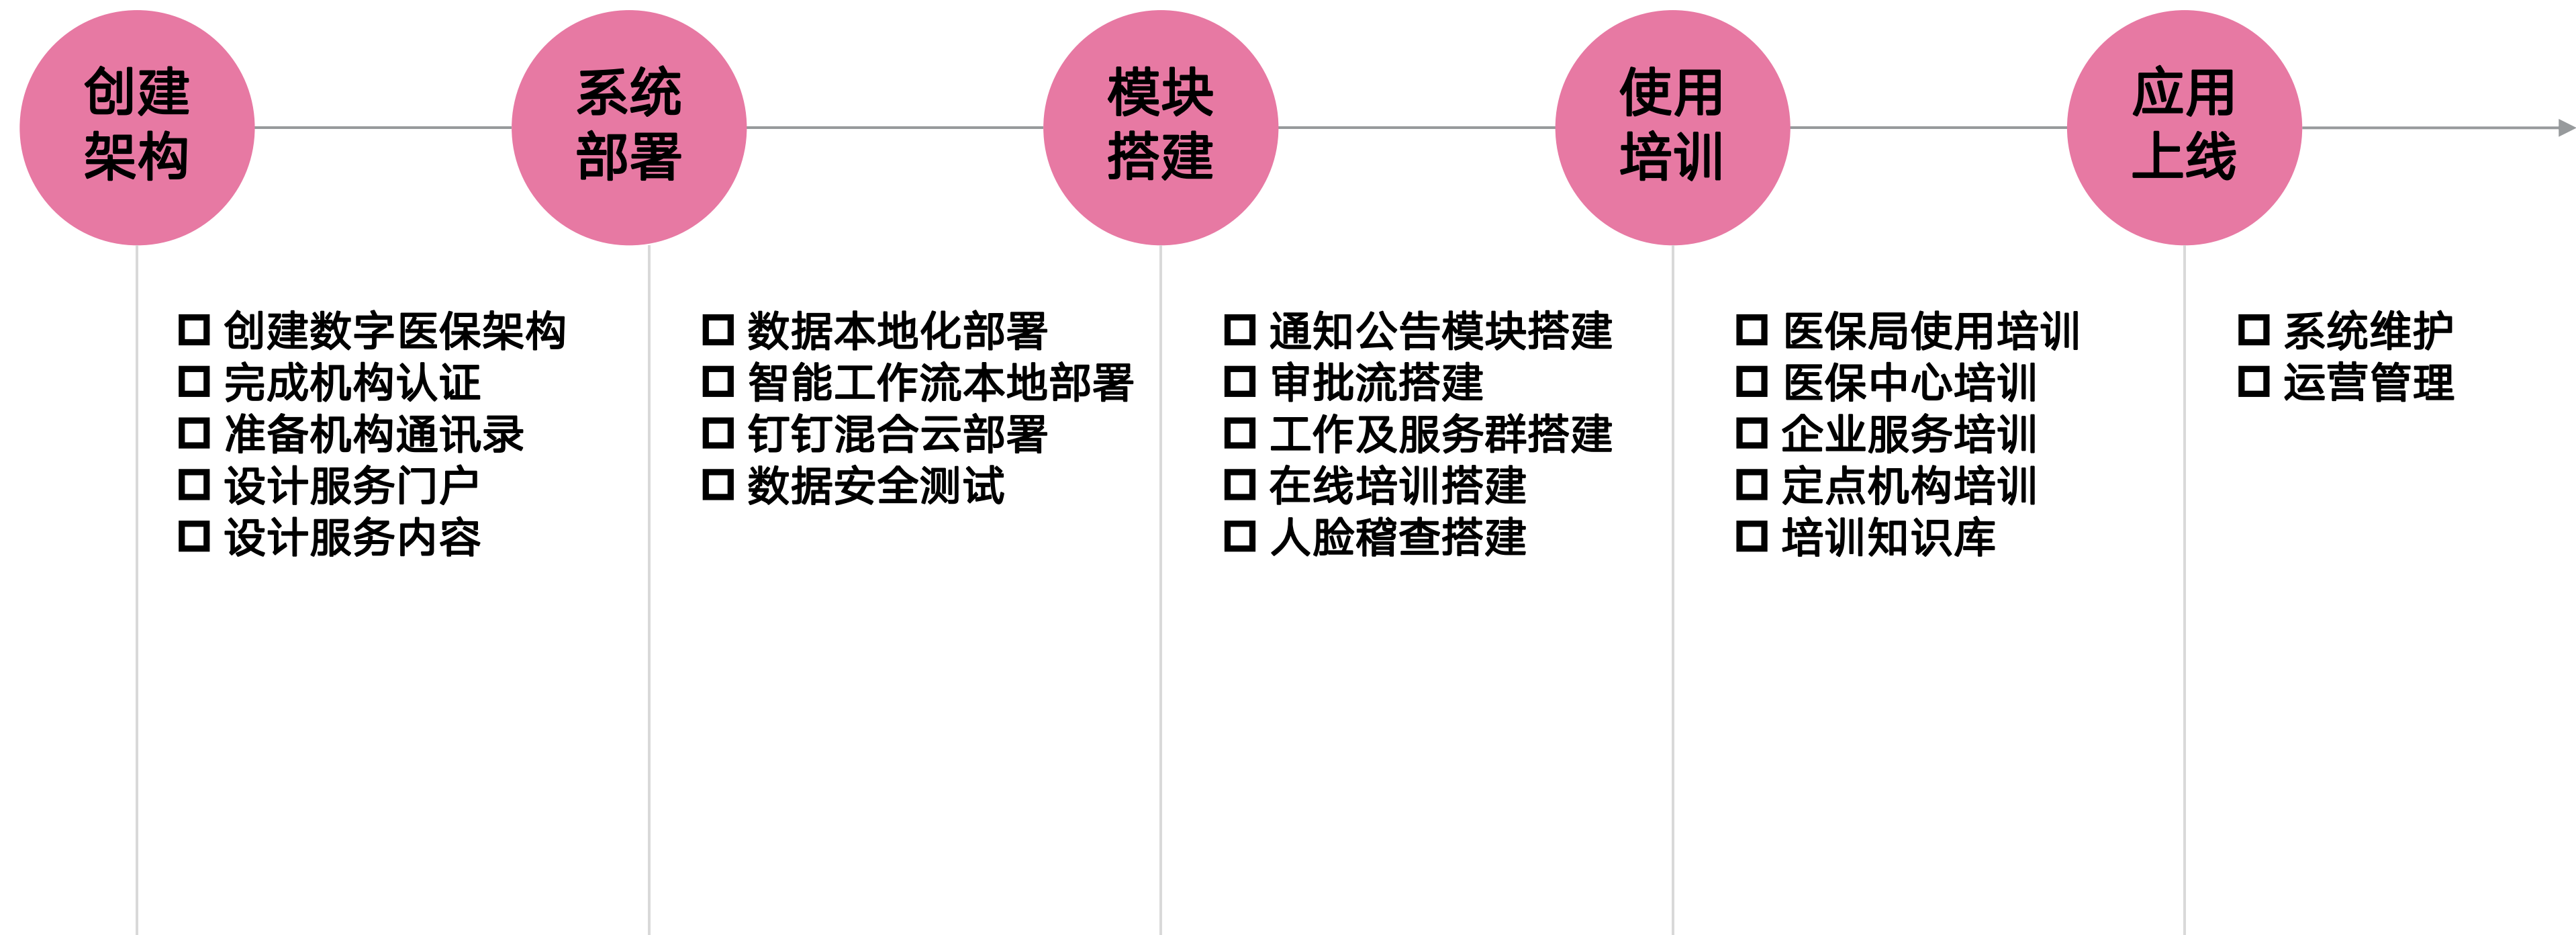 创建
架构
系统
部署
模块
搭建
使用
培训
应用
上线
创建数字医保架构
完成机构认证
准备机构通讯录
设计服务门户
设计服务内容
数据本地化部署
智能工作流本地部署
钉钉混合云部署
数据安全测试
通知公告模块搭建
审批流搭建
工作及服务群搭建
在线培训搭建
人脸稽查搭建
医保局使用培训
医保中心培训
企业服务培训
定点机构培训
培训知识库
系统维护
运营管理